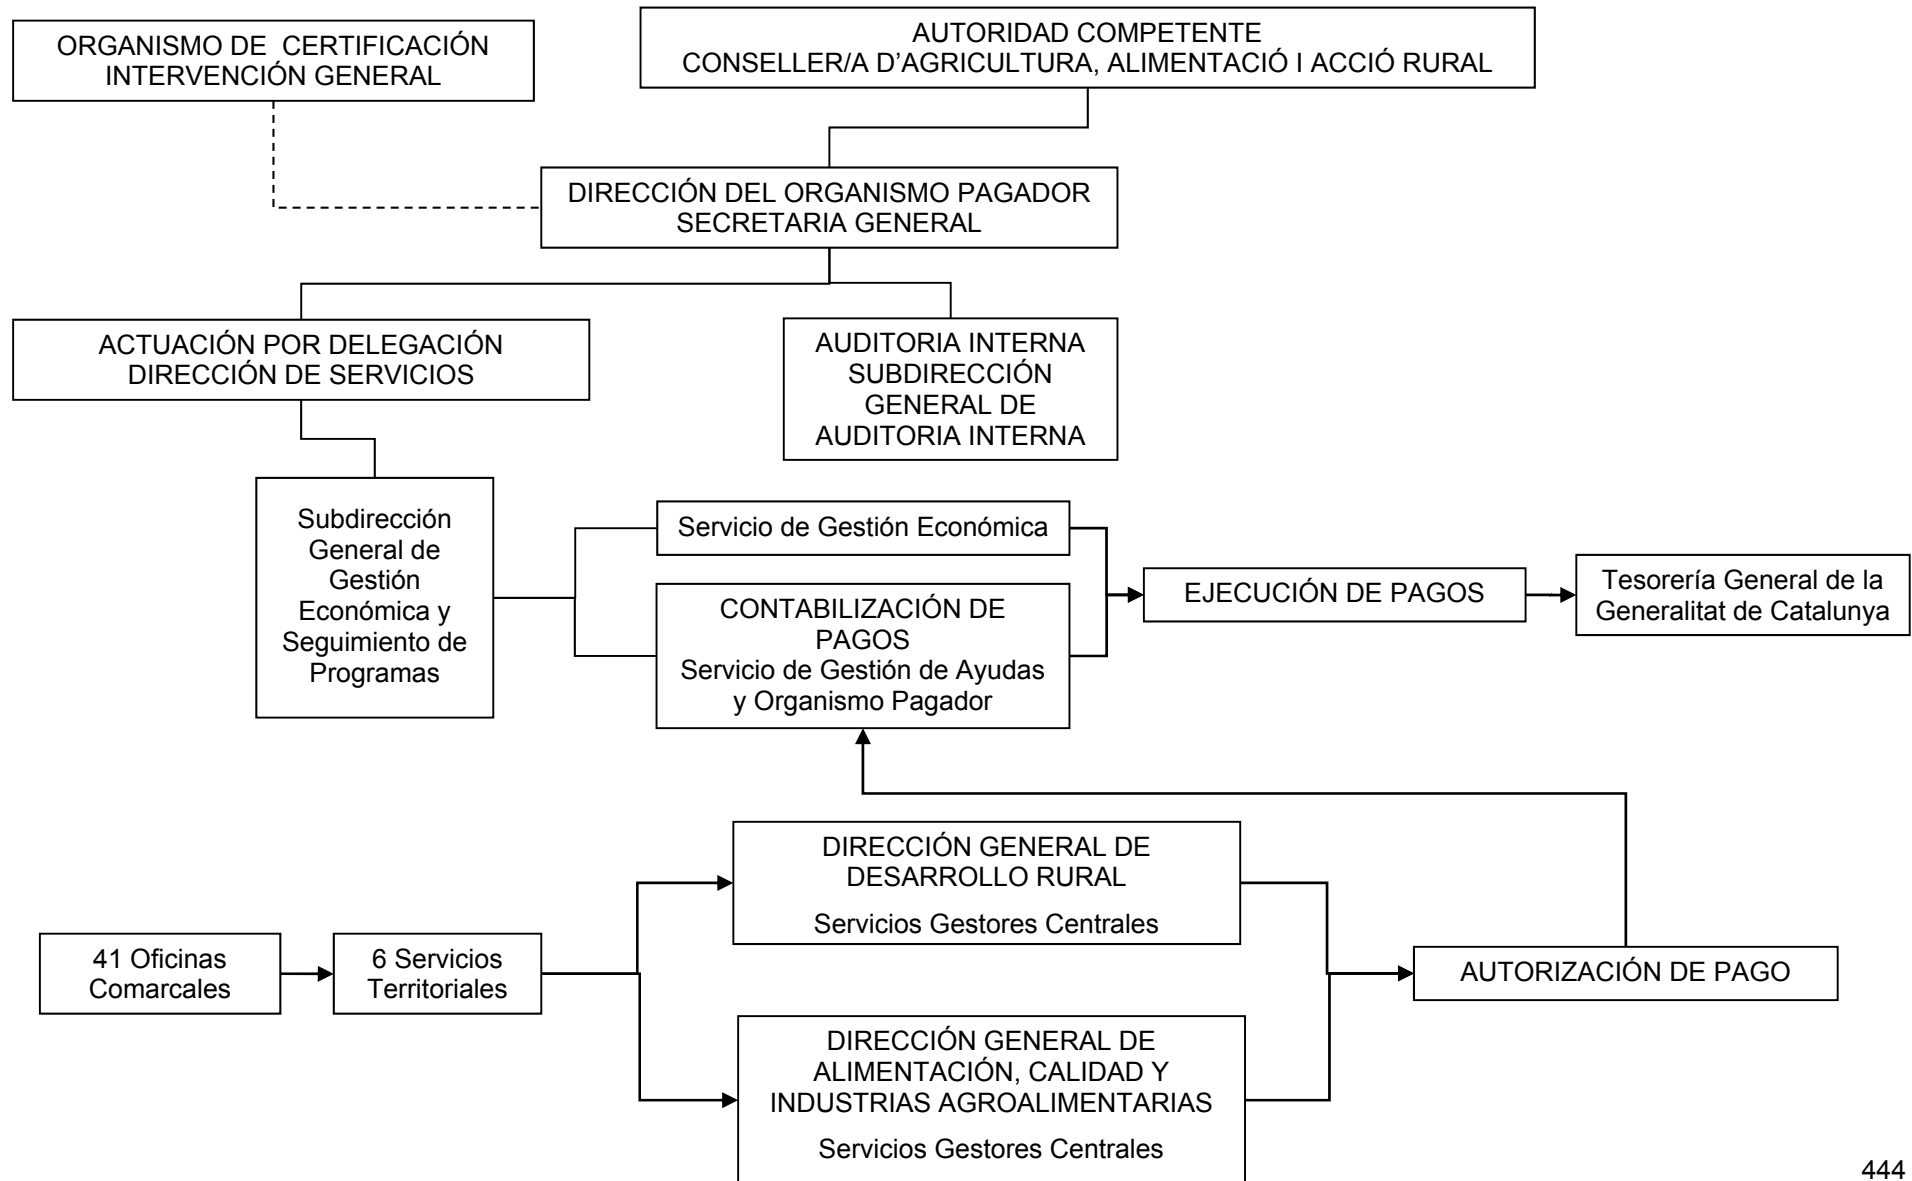 ORGANISMO DE CERTIFICACIÓN
INTERVENCIÓN GENERAL
AUTORIDAD COMPETENTE
CONSELLER/A D'AGRICULTURA, ALIMENTACIÓ I ACCIÓ RURAL
DIRECCIÓN DEL ORGANISMO PAGADOR
SECRETARIA GENERAL
ACTUACIÓN POR DELEGACIÓN
DIRECCIÓN DE SERVICIOS
AUDITORIA INTERNA
SUBDIRECCIÓN
GENERAL DE
AUDITORIA INTERNA
Subdirección
General de
Gestión
Económica y
Seguimiento de
Programas
Servicio de Gestión Económica
CONTABILIZACIÓN DE
PAGOS
Servicio de Gestión de Ayudas
y Organismo Pagador
EJECUCIÓN DE PAGOS
Tesorería General de la
Generalitat de Catalunya
41 Oficinas
Comarcales
6 Servicios
Territoriales
DIRECCIÓN GENERAL DE
DESARROLLO RURAL
Servicios Gestores Centrales
DIRECCIÓN GENERAL DE
ALIMENTACIÓN, CALIDAD Y
INDUSTRIAS AGROALIMENTARIAS
Servicios Gestores Centrales
AUTORIZACIÓN DE PAGO
444